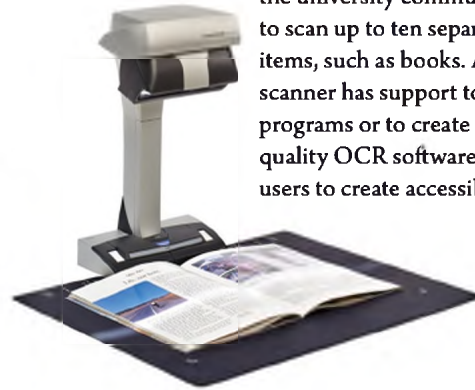 the university commu
to scan up to ten separ
items, such as books. A
scanner has support to
programs or to create
quality OCR software
users to create accessib